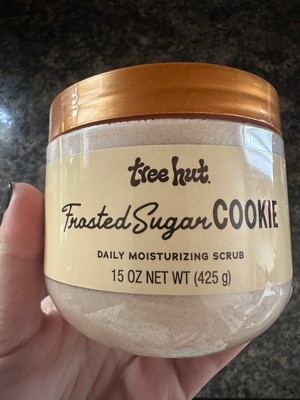 tree hut.
Frosted Sugar COOKIE
DAILY MOISTURIZING SCRUB
15 OZ NET WT (425 g)